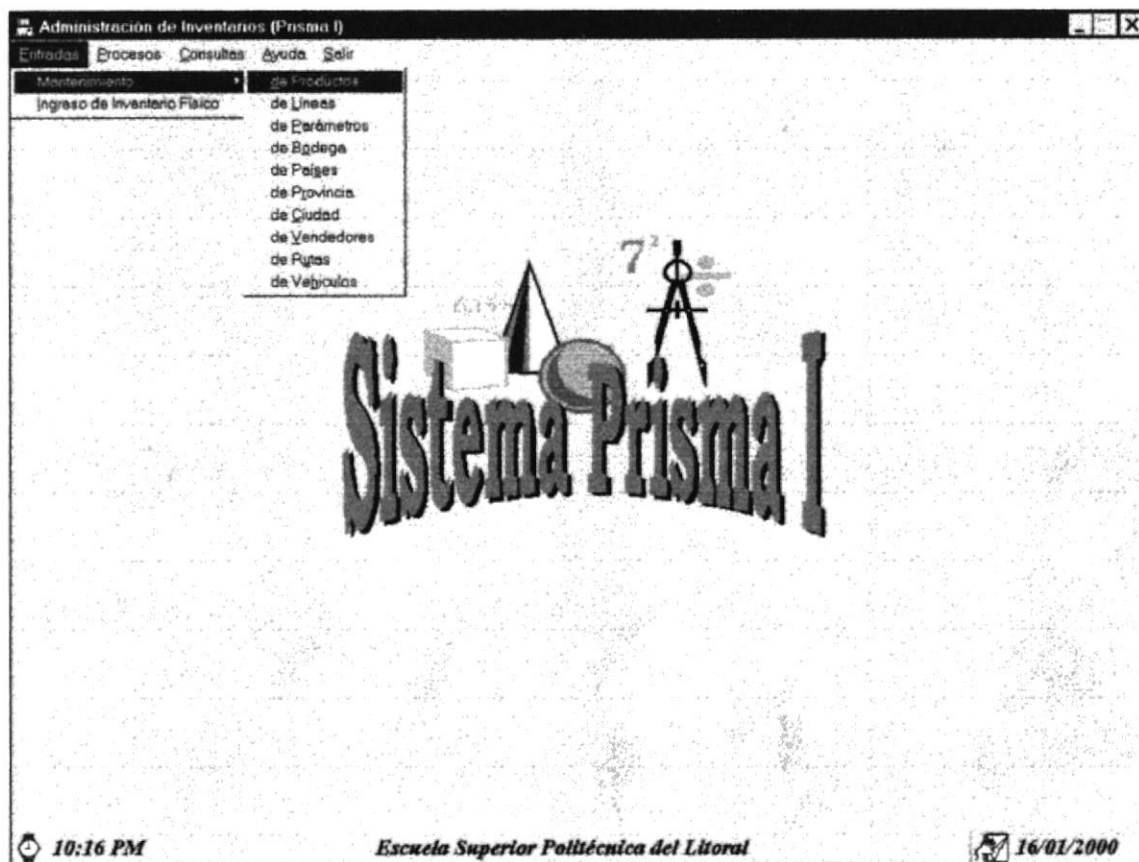 Administración de Inventarios (Prisma I)
Entradas Procesos Consultas Ayuda Salir
Mantenimiento de Productos
Ingreso de Inventario Físico de Líneas
de Parámetros
de Bodega
de Países
de Provincia
de Ciudad
de Vendedores
de Rutas
de Vehículos
7²
Sistema Prisma I
10:16 PM Escuela Superior Politécnica del Litoral 16/01/2000